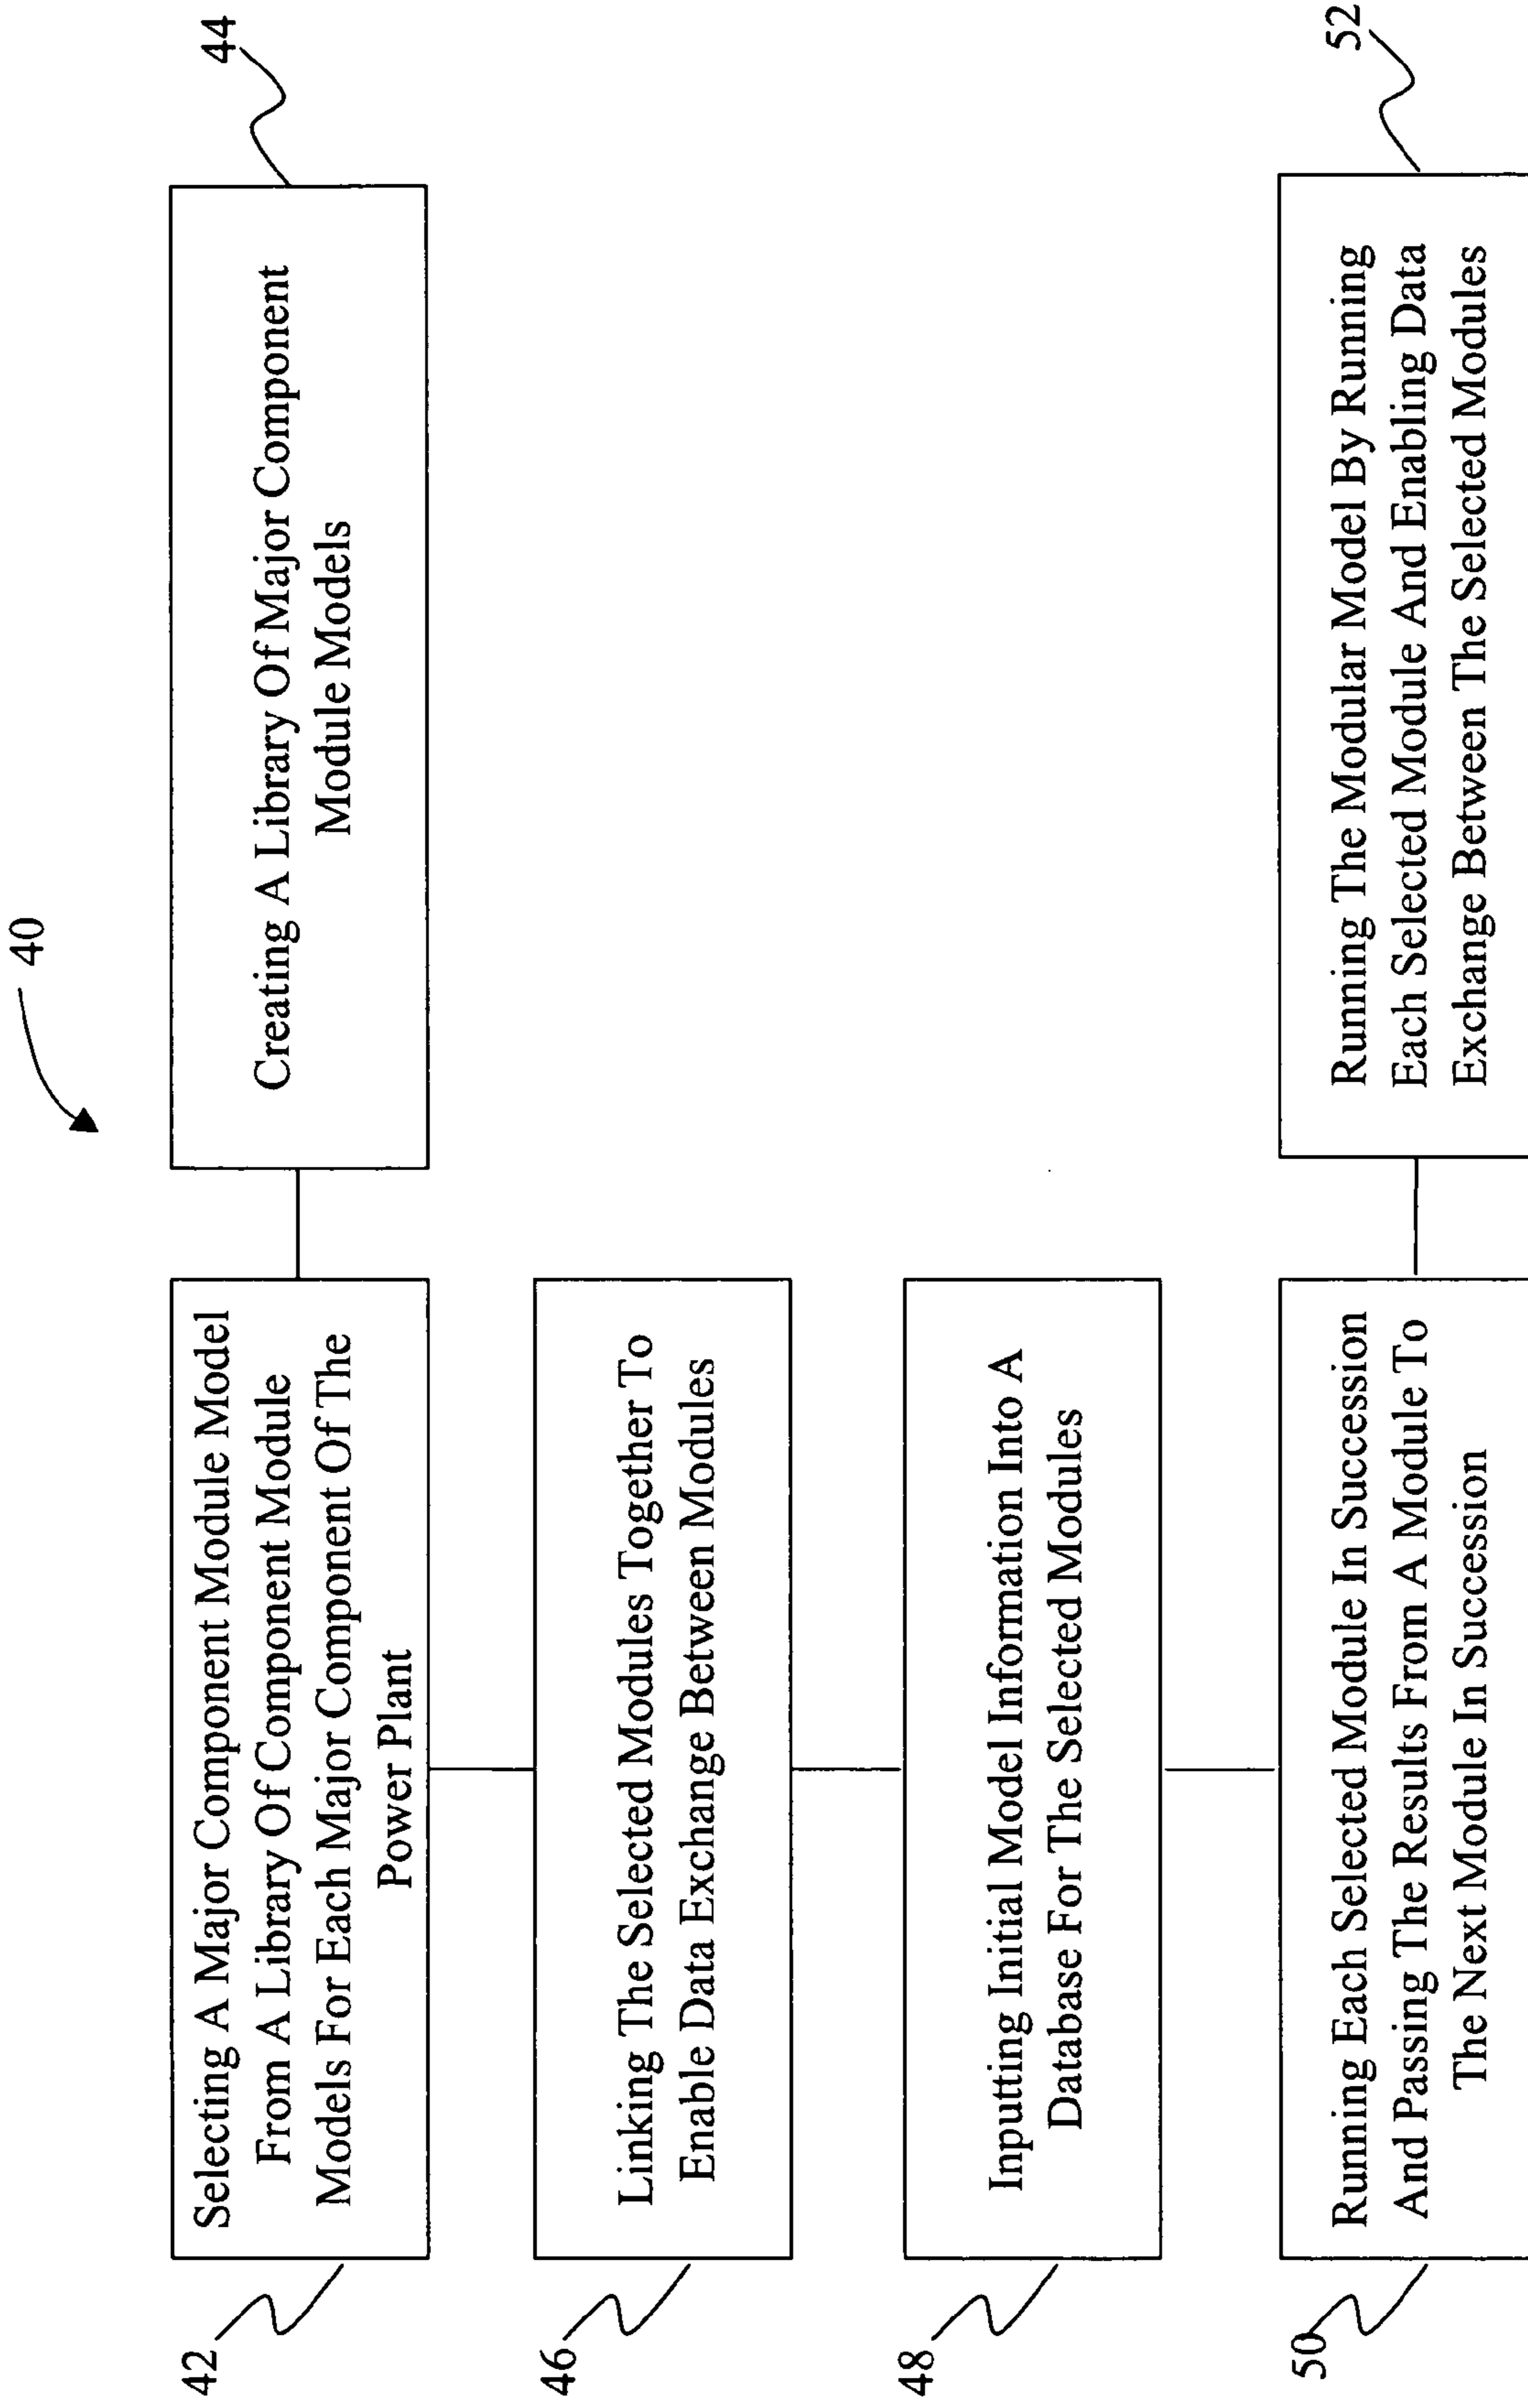 40
42
Selecting A Major Component Module Model
From A Library Of Component Module
Models For Each Major Component Of The
Power Plant
44
Creating A Library Of Major Component
Module Models
46
Linking The Selected Modules Together To
Enable Data Exchange Between Modules
48
Inputting Initial Model Information Into A
Database For The Selected Modules
50
Running Each Selected Module In Succession
And Passing The Results From A Module To
The Next Module In Succession
52
Running The Modular Model By Running
Each Selected Module And Enabling Data
Exchange Between The Selected Modules